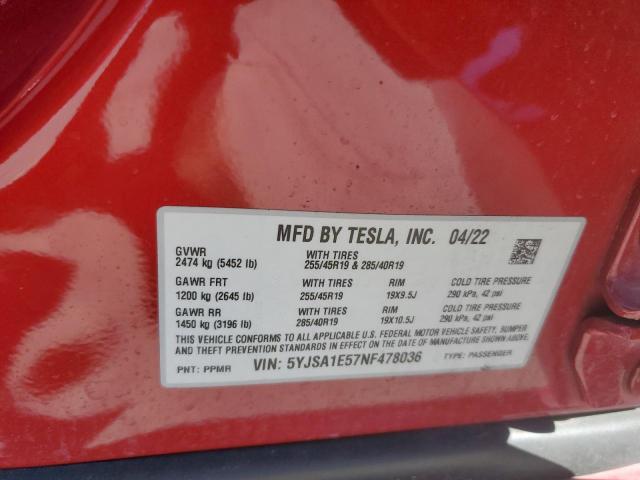 MFD BY TESLA, INC. 04/22
GVWR WITH TIRES
2474 kg (5452 lb) 255/45R19 & 285/40R19
GAWR FRT WITH TIRES RIM COLD TIRE PRESSURE
1200 kg (2645 lb) 255/45R19 19X9.5J 290 kPa, 42 psi
GAWR RR WITH TIRES RIM COLD TIRE PRESSURE
1450 kg (3196 lb) 285/40R19 19X10.5J 290 kPa, 42 psi
THIS VEHICLE CONFORMS TO ALL APPLICABLE U.S. FEDERAL MOTOR VEHICLE SAFETY, BUMPER
AND THEFT PREVENTION STANDARDS IN EFFECT ON THE DATE OF MANUFACTURE SHOWN ABOVE.
PNT: PPMR VIN: 5YJSA1E57NF478036 TYPE: PASSENGER